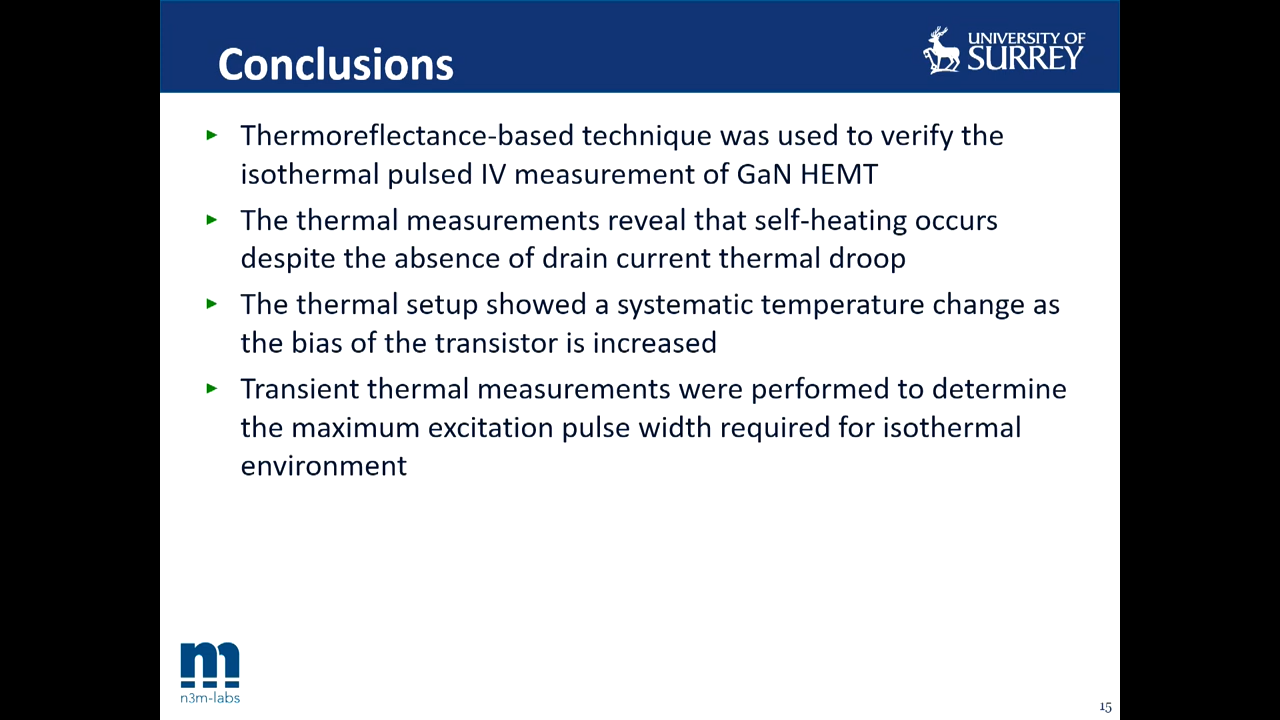 Conclusions
UNIVERSITY OF
SURREY
Thermoreflectance-based technique was used to verify the
isothermal pulsed IV measurement of GaN HEMT
The thermal measurements reveal that self-heating occurs
despite the absence of drain current thermal droop
The thermal setup showed a systematic temperature change as
the bias of the transistor is increased
Transient thermal measurements were performed to determine
the maximum excitation pulse width required for isothermal
environment
m
n3m-labs
15